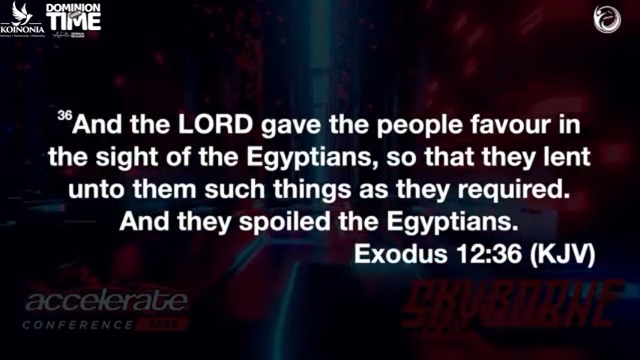 KOINONIA
DOMINION
TIME
36And the LORD gave the people favour in
the sight of the Egyptians, so that they lent
unto them such things as they required.
And they spoiled the Egyptians.
Exodus 12:36 (KJV)
accelerate
CONFERENCE
SKYBORNE